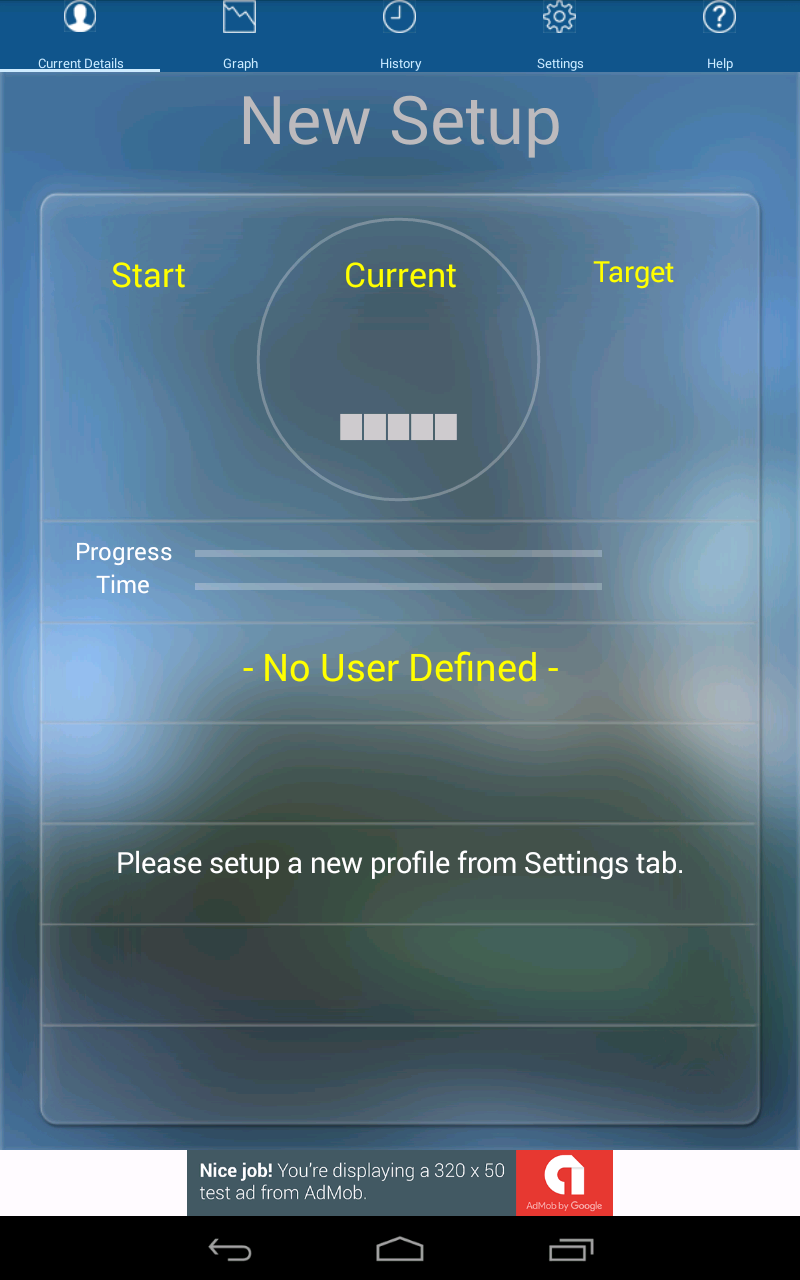 Current Details
Graph
History
Settings
Help
New Setup
Start
Current
Target
Progress
Time
- No User Defined -
Please setup a new profile from Settings tab.
Nice job! You're displaying a 320 x 50
test ad from AdMob.
AdMob by Google